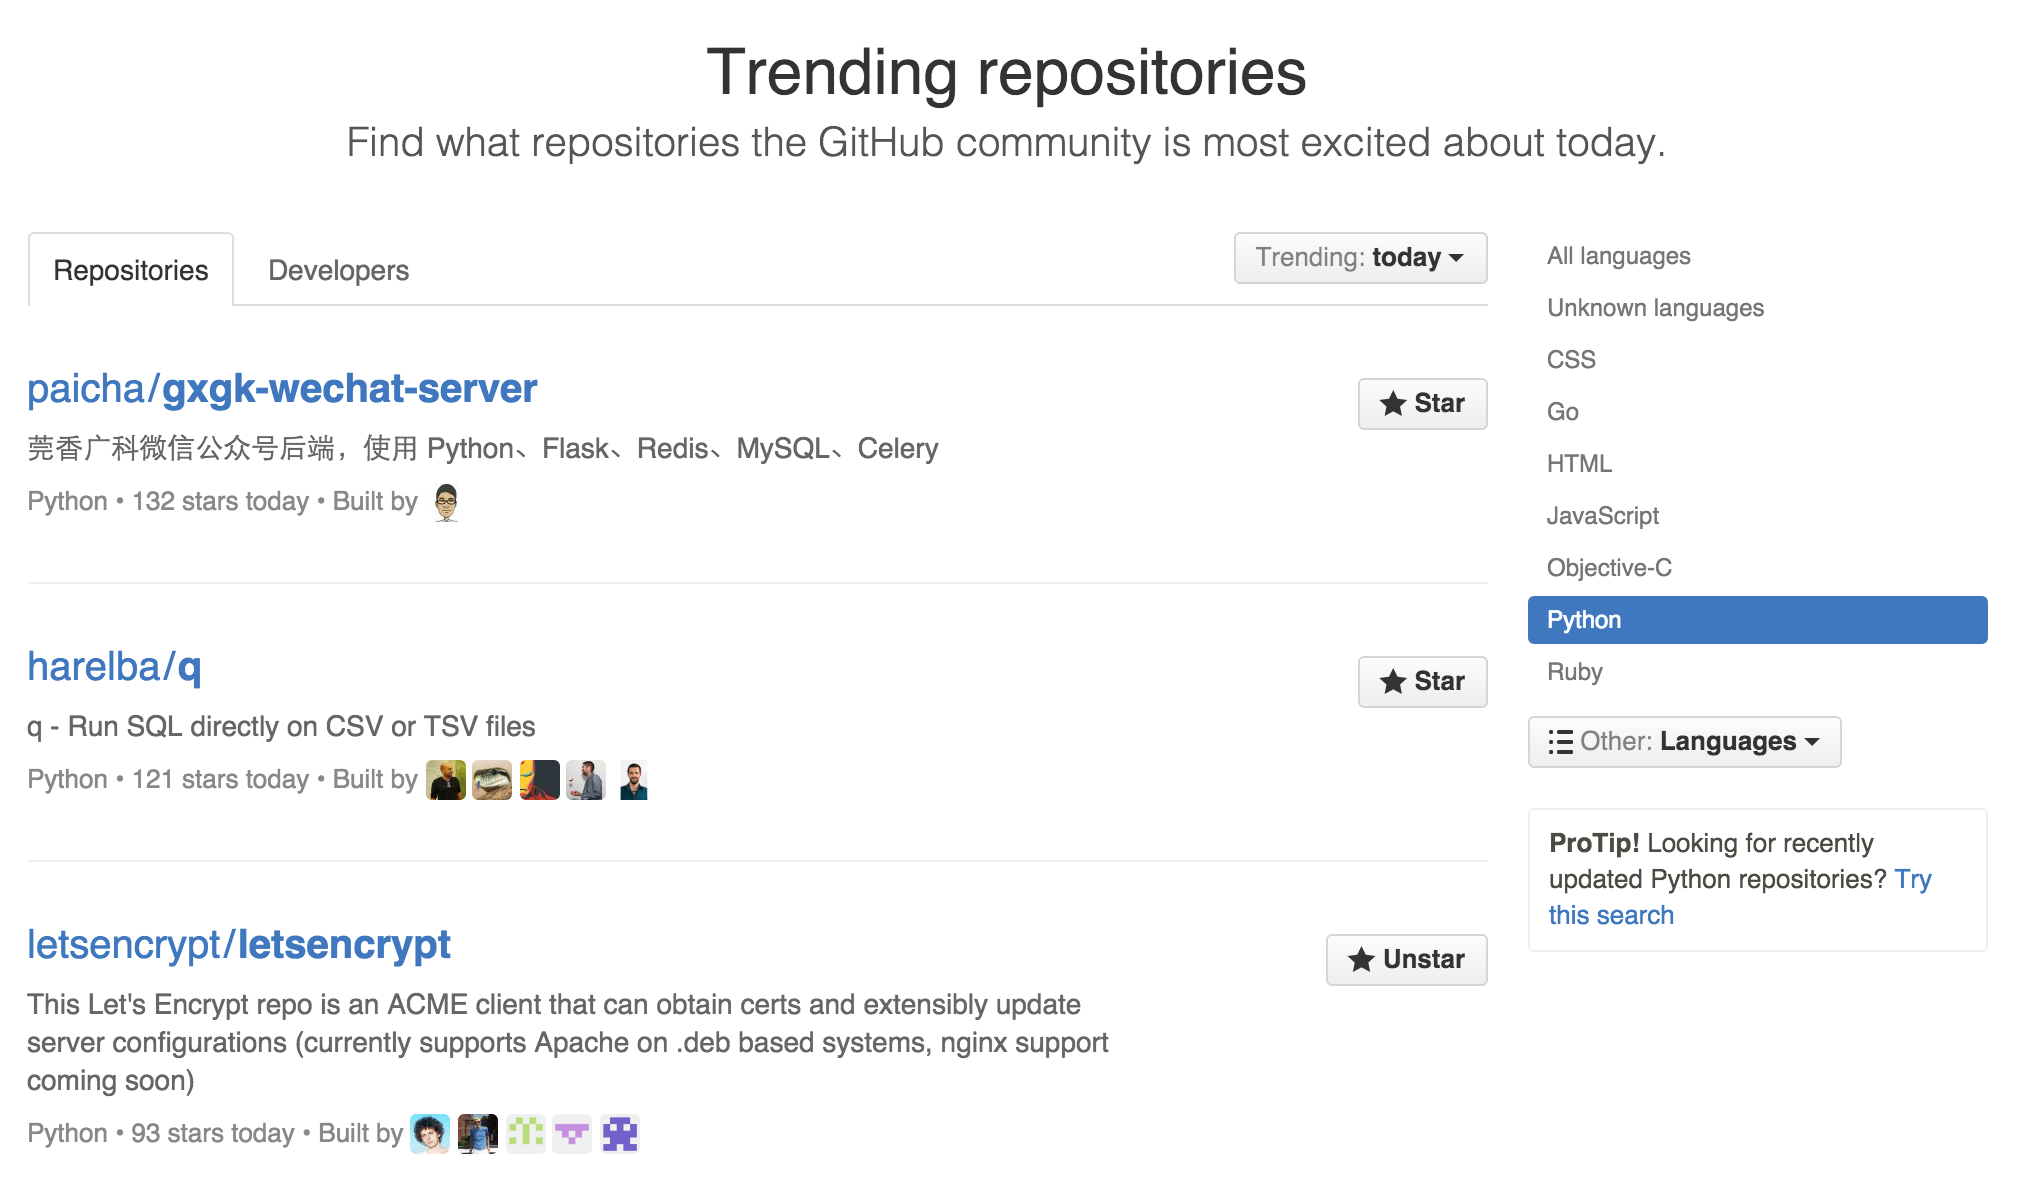 Trending repositories
Find what repositories the GitHub community is most excited about today.
Repositories
Developers
Trending: today
paicha/gxgk-wechat-server
Star
莞香广科微信公众号后端，使用 Python、Flask、Redis、MySQL、Celery
Python • 132 stars today • Built by
harelba/q
Star
q - Run SQL directly on CSV or TSV files
Python • 121 stars today • Built by
letsencrypt/letsencrypt
Unstar
This Let's Encrypt repo is an ACME client that can obtain certs and extensibly update
server configurations (currently supports Apache on .deb based systems, nginx support
coming soon)
Python • 93 stars today • Built by
All languages
Unknown languages
CSS
Go
HTML
JavaScript
Objective-C
Python
Ruby
Other: Languages
ProTip! Looking for recently
updated Python repositories? Try
this search